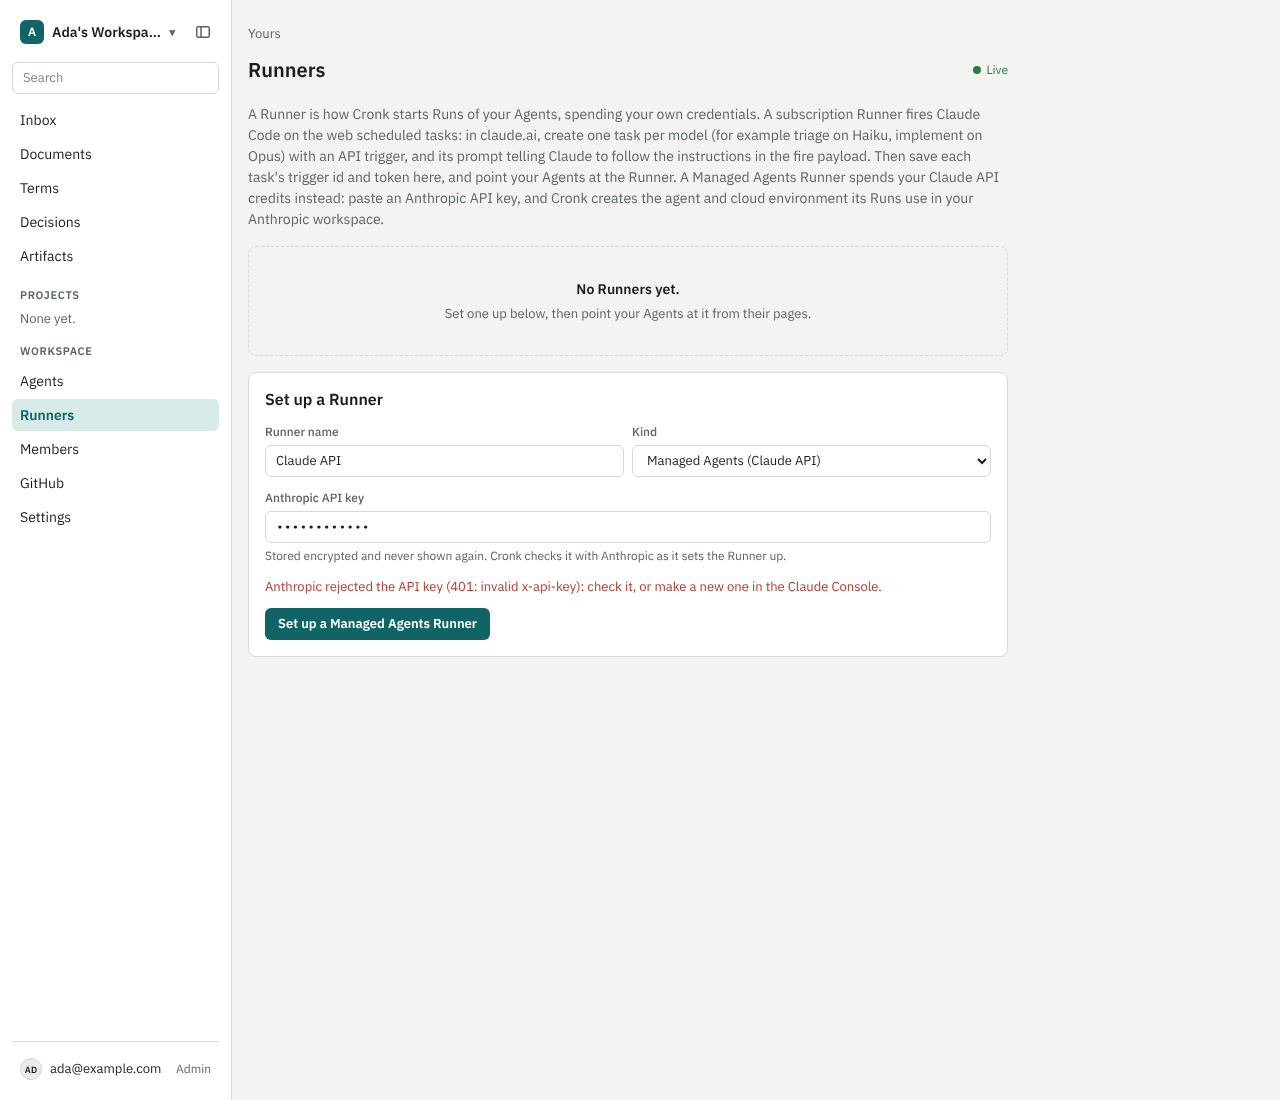 A
Ada's Workspa... ▾
Search
Inbox
Documents
Terms
Decisions
Artifacts
PROJECTS
None yet.
WORKSPACE
Agents
Runners
Members
GitHub
Settings
AD
ada@example.com
Admin
Yours
Runners
Live
A Runner is how Cronk starts Runs of your Agents, spending your own credentials. A subscription Runner fires Claude
Code on the web scheduled tasks: in claude.ai, create one task per model (for example triage on Haiku, implement on
Opus) with an API trigger, and its prompt telling Claude to follow the instructions in the fire payload. Then save each
task's trigger id and token here, and point your Agents at the Runner. A Managed Agents Runner spends your Claude API
credits instead: paste an Anthropic API key, and Cronk creates the agent and cloud environment its Runs use in your
Anthropic workspace.
No Runners yet.
Set one up below, then point your Agents at it from their pages.
Set up a Runner
Runner name
Kind
Claude API
Managed Agents (Claude API)
Anthropic API key
••••••••••••
Stored encrypted and never shown again. Cronk checks it with Anthropic as it sets the Runner up.
Anthropic rejected the API key (401: invalid x-api-key): check it, or make a new one in the Claude Console.
Set up a Managed Agents Runner